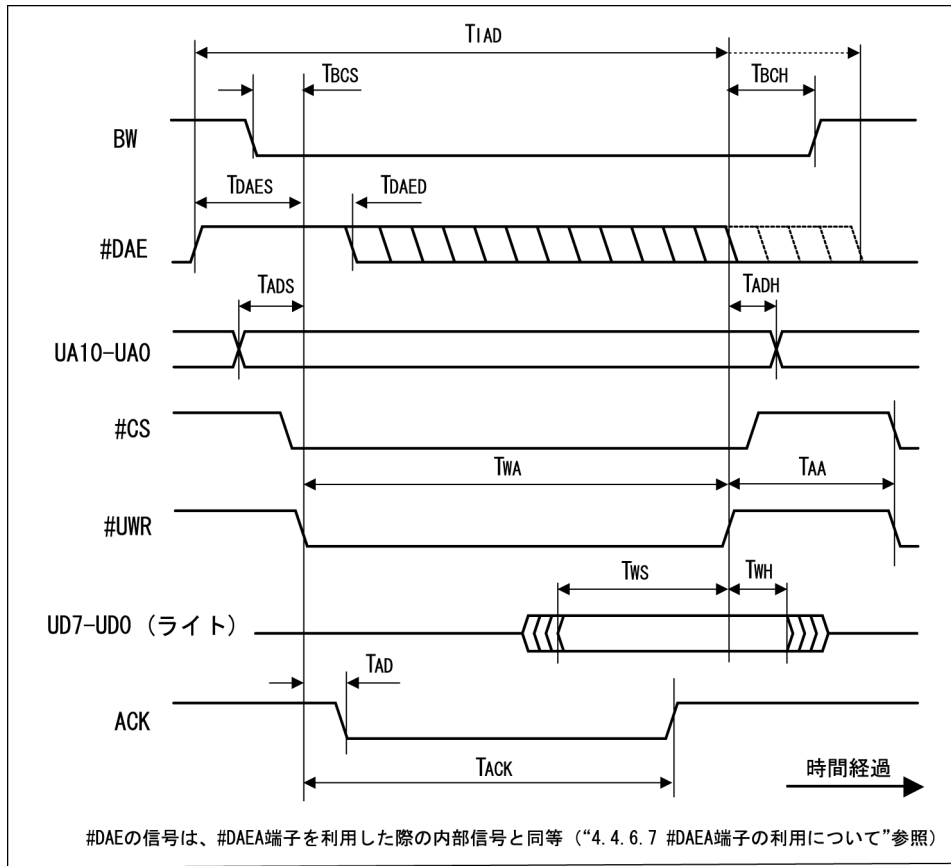 TIAD
TBCS
TBCH
BW
TDAES
TDAED
#DAE
TADS
TADH
UA10-UA0
#CS
TWA
TAA
#UWR
TWS
TWH
UD7-UD0 (ライト)
TAD
ACK
TACK
時間経過
#DAEの信号は、#DAEA端子を利用した際の内部信号と同等 (“4.4.6.7 #DAEA端子の利用について”参照)